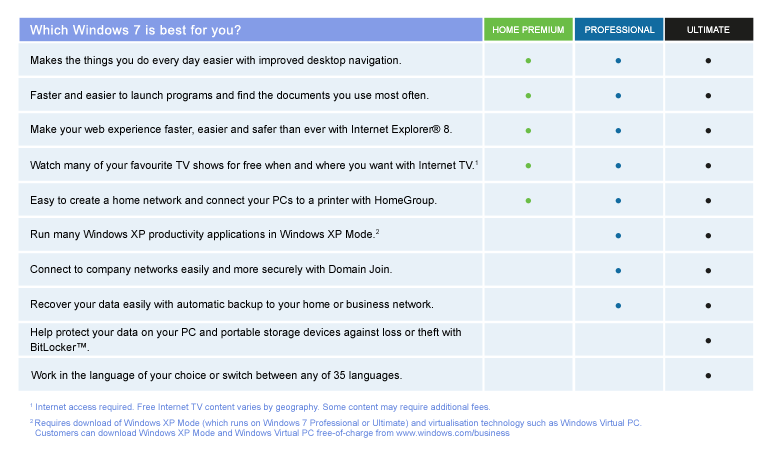 Which Windows 7 is best for you? HOME PREMIUM PROFESSIONAL ULTIMATE
Makes the things you do every day easier with improved desktop navigation. • • •
Faster and easier to launch programs and find the documents you use most often. • • •
Make your web experience faster, easier and safer than ever with Internet Explorer® 8. • • •
Watch many of your favourite TV shows for free when and where you want with Internet TV.¹ • • •
Easy to create a home network and connect your PCs to a printer with HomeGroup. • • •
Run many Windows XP productivity applications in Windows XP Mode.² • •
Connect to company networks easily and more securely with Domain Join. • •
Recover your data easily with automatic backup to your home or business network. • •
Help protect your data on your PC and portable storage devices against loss or theft with
BitLocker™. •
Work in the language of your choice or switch between any of 35 languages. •
¹ Internet access required. Free Internet TV content varies by geography. Some content may require additional fees.
² Requires download of Windows XP Mode (which runs on Windows 7 Professional or Ultimate) and virtualisation technology such as Windows Virtual PC.
Customers can download Windows XP Mode and Windows Virtual PC free-of-charge from www.windows.com/business